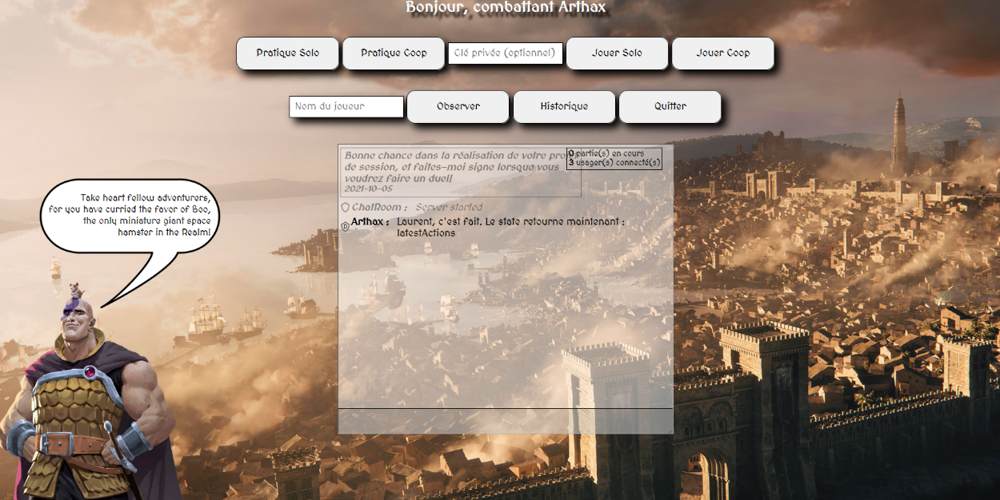 Bonjour, combattant Arthax
Pratique Solo
Pratique Coop
Clé privée (optionnel)
Jouer Solo
Jouer Coop
Nom du joueur
Observer
Historique
Quitter
Bonne chance dans la réalisation de votre
de session, et faites-moi signe lorsque vous
voudrez faire un duel!
2021-10-05
0 partie(s) en cours
3 usager(s) connecté(s)
ChatRoom : Server started
Arthax : Laurent, c'est fait. Le state retourne maintenant :
latestActions
Take heart fellow adventurers,
for you have curried the favor of Boo,
the only miniature giant space
hamster in the Realm!